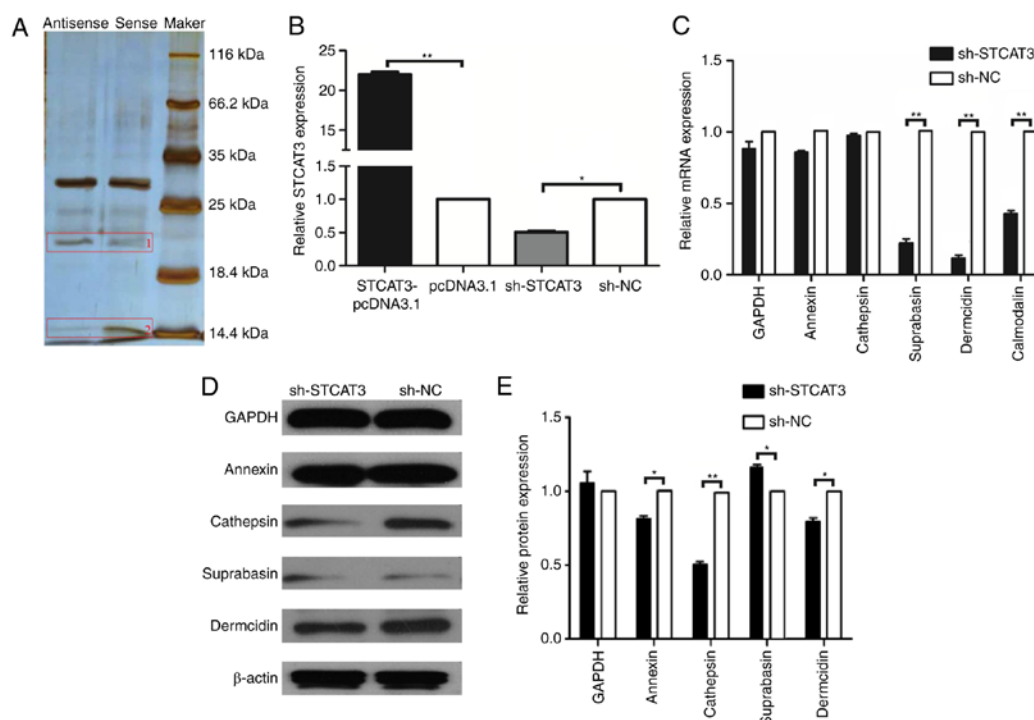 A
Antisense Sense Maker
116 kDa
66.2 kDa
35 kDa
25 kDa
18.4 kDa
14.4 kDa
1
2
B
Relative STCAT3 expression
25
20
15
10
1.0
0.5
0.0
**
*
STCAT3-
pcDNA3.1
pcDNA3.1
sh-STCAT3
sh-NC
C
sh-STCAT3
sh-NC
Relative mRNA expression
1.5
1.0
0.5
0.0
** ** **
GAPDH
Annexin
Cathepsin
Suprabasin
Dermcidin
Calmodalin
D
sh-STCAT3 sh-NC
GAPDH
Annexin
Cathepsin
Suprabasin
Dermcidin
β-actin
E
sh-STCAT3
sh-NC
Relative protein expression
1.5
1.0
0.5
0.0
* ** * *
GAPDH
Annexin
Cathepsin
Suprabasin
Dermcidin